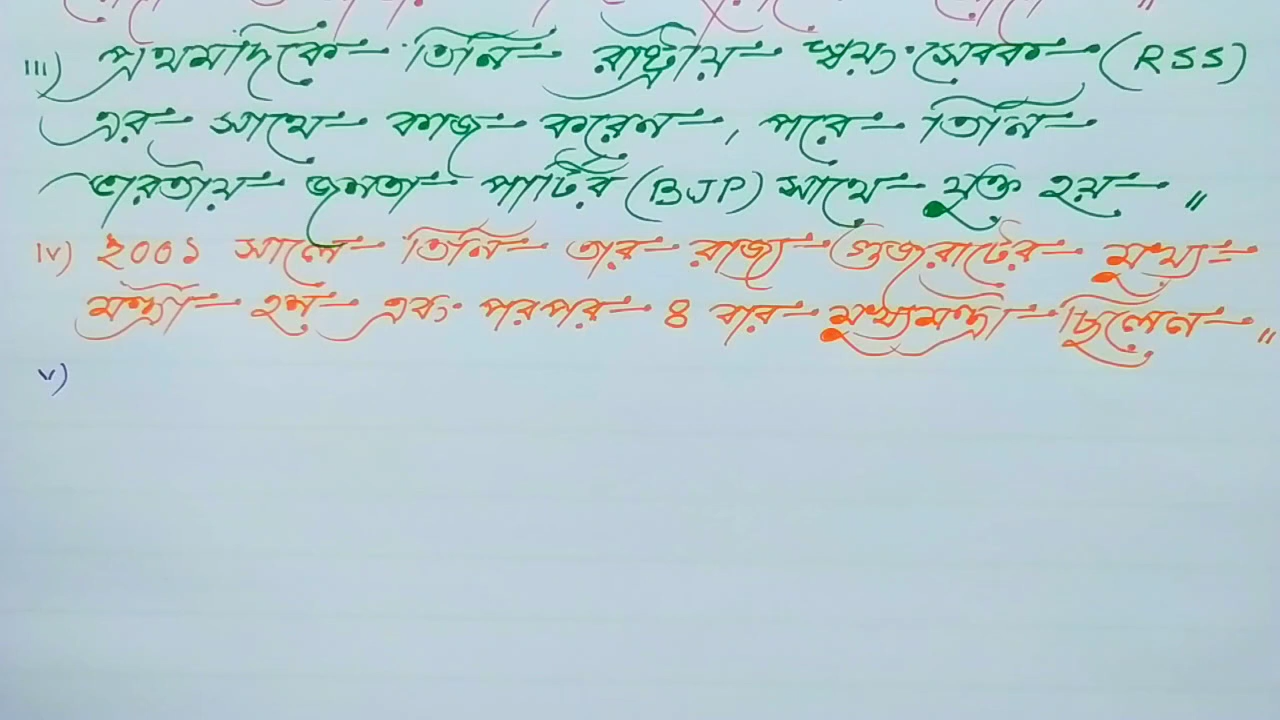 iii) প্রথমদিকে তিনি রাষ্ট্রীয় স্বয়ং সেবক (RSS)
এর সাথে কাজ করেন, পরে তিনি
ভারতীয় জনতা পার্টির (BJP) সাথে যুক্ত হয়॥
iv) ২০০১ সালে তিনি তার রাজ্য গুজরাটের মুখ্য=
মন্ত্রী হন এবং পরপর ৪ বার মুখ্যমন্ত্রী ছিলেন॥
v)